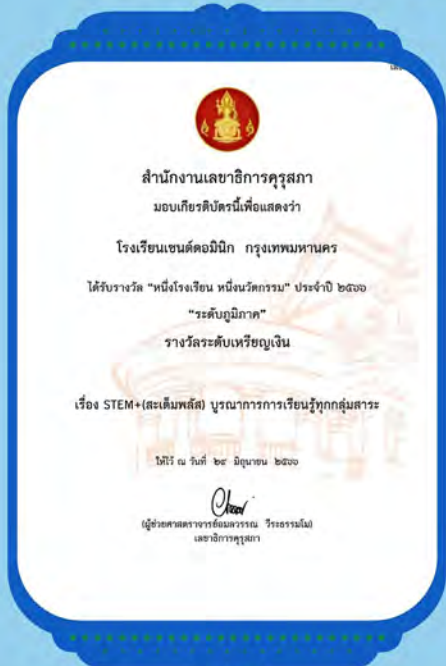 สำนักงานเลขาธิการคุรุสภา
มอบเกียรติบัตรนี้เพื่อแสดงว่า
โรงเรียนเซนต์ดอมินิก กรุงเทพมหานคร
ได้รับรางวัล “หนึ่งโรงเรียน หนึ่งนวัตกรรม” ประจำปี ๒๕๖๖
“ระดับภูมิภาค”
รางวัลระดับเหรียญเงิน
เรื่อง STEM+(สะเต็มพลัส) บูรณาการการเรียนรู้ทุกกลุ่มสาระ
ให้ไว้ ณ วันที่ ๒๙ มิถุนายน ๒๕๖๖
(ผู้ช่วยศาสตราจารย์อมลวรรณ วีระธรรมโม)
เลขาธิการคุรุสภา